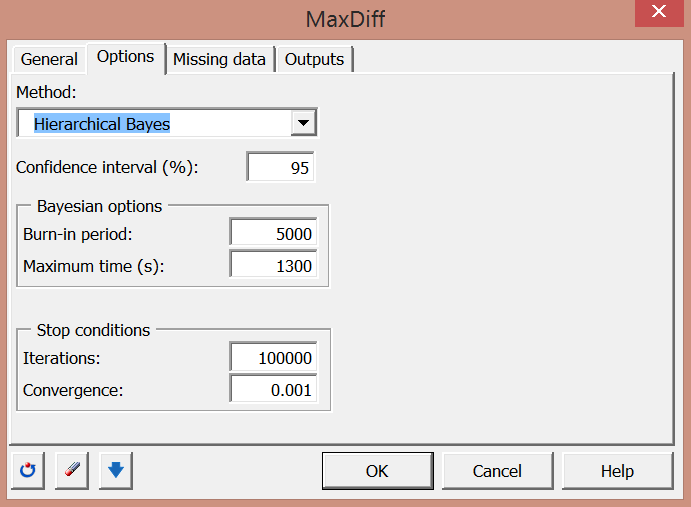 MaxDiff
General Options Missing data Outputs
Method:
Hierarchical Bayes
Confidence interval (%): 95
Bayesian options
Burn-in period: 5000
Maximum time (s): 1300
Stop conditions
Iterations: 100000
Convergence: 0.001
OK Cancel Help